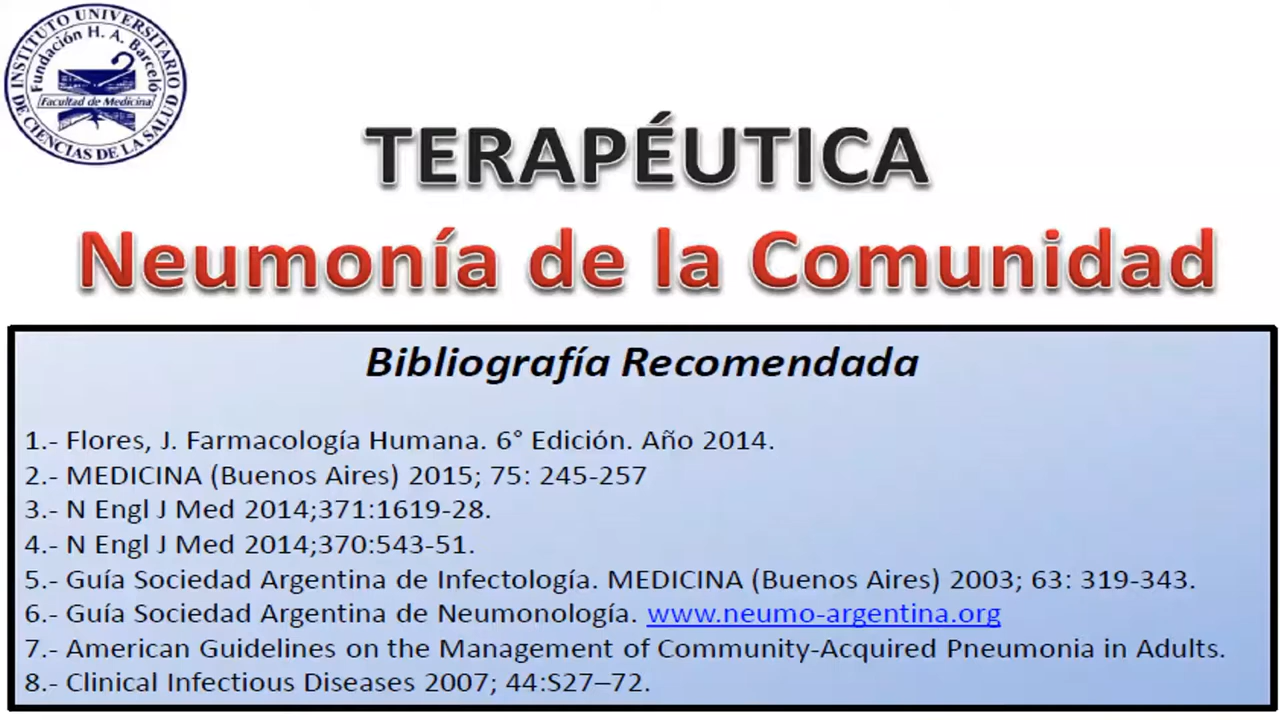 INSTITUTO UNIVERSITARIO DE CIENCIAS DE LA SALUD
Fundación H. A. Barceló
Facultad de Medicina
TERAPÉUTICA
Neumonía de la Comunidad
Bibliografía Recomendada
1.- Flores, J. Farmacología Humana. 6° Edición. Año 2014.
2.- MEDICINA (Buenos Aires) 2015; 75: 245-257
3.- N Engl J Med 2014;371:1619-28.
4.- N Engl J Med 2014;370:543-51.
5.- Guía Sociedad Argentina de Infectología. MEDICINA (Buenos Aires) 2003; 63: 319-343.
6.- Guía Sociedad Argentina de Neumonología. www.neumo-argentina.org
7.- American Guidelines on the Management of Community-Acquired Pneumonia in Adults.
8.- Clinical Infectious Diseases 2007; 44:S27–72.